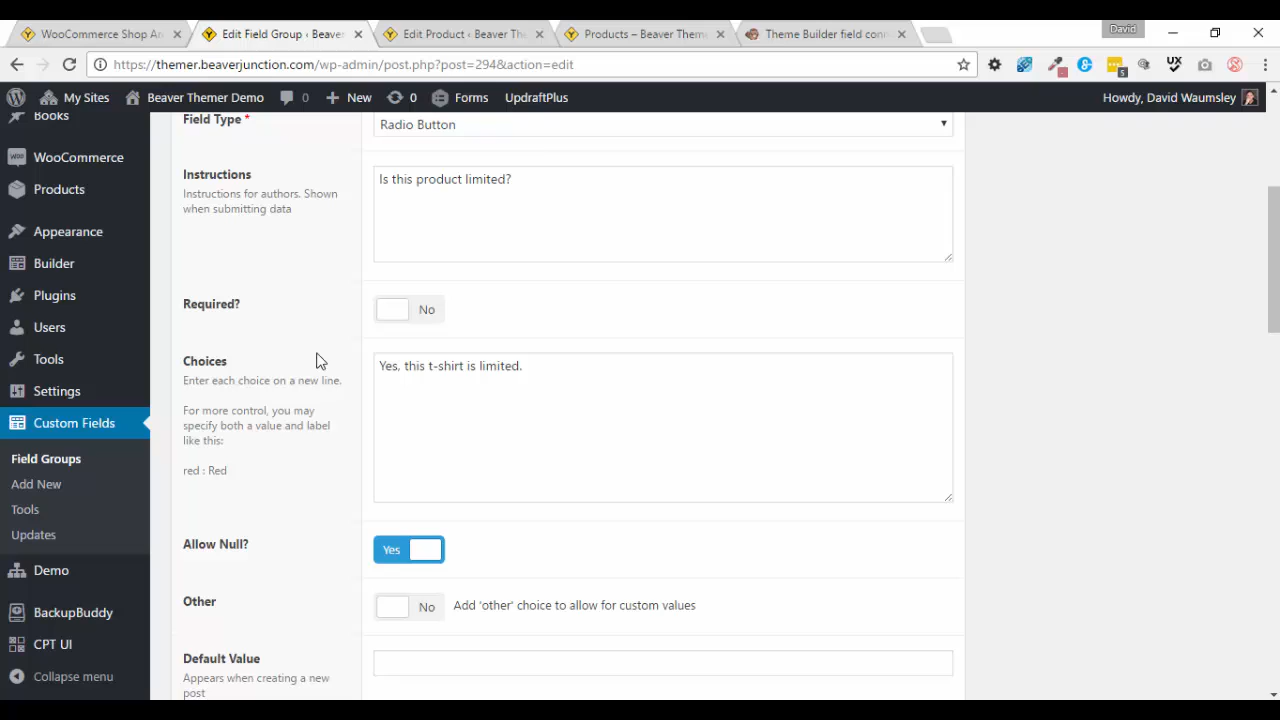 David
WooCommerce Shop Ar
Edit Field Group ‹ Beaver
Edit Product ‹ Beaver The
Products – Beaver Theme
Theme Builder field conn
https://themer.beaverjunction.com/wp-admin/post.php?post=294&action=edit
5
UX
My Sites
Beaver Themer Demo
0
New
0
Forms
UpdraftPlus
Howdy, David Waumsley
Books
WooCommerce
Products
Appearance
Builder
Plugins
Users
Tools
Settings
Custom Fields
Field Groups
Add New
Tools
Updates
Demo
BackupBuddy
CPT UI
Collapse menu
Field Type *
Radio Button
Instructions
Instructions for authors. Shown
when submitting data
Is this product limited?
Required?
No
Choices
Enter each choice on a new line.
For more control, you may
specify both a value and label
like this:
red : Red
Yes, this t-shirt is limited.
Allow Null?
Yes
Other
No
Add 'other' choice to allow for custom values
Default Value
Appears when creating a new
post